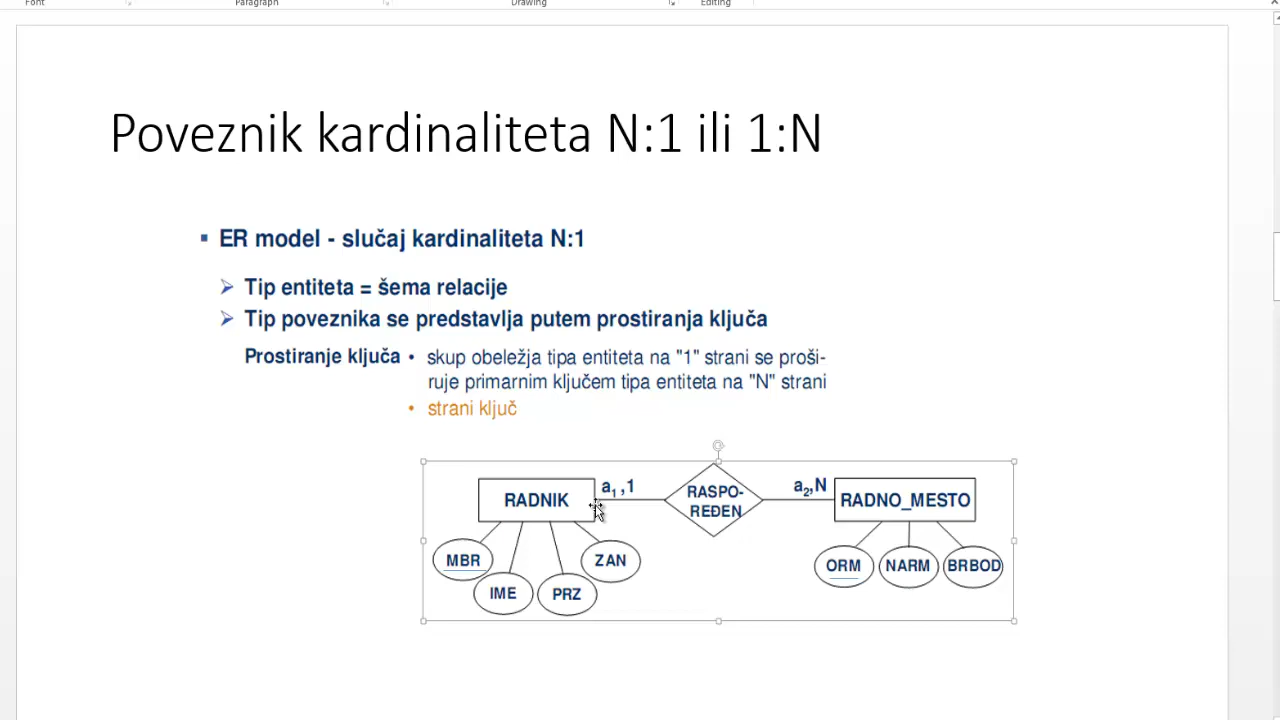 Font Paragraph Drawing Editing
Poveznik kardinaliteta N:1 ili 1:N
▪ ER model - slučaj kardinaliteta N:1
➢ Tip entiteta = šema relacije
➢ Tip poveznika se predstavlja putem prostiranja ključa
Prostiranje ključa • skup obeležja tipa entiteta na "1" strani se proši-
ruje primarnim ključem tipa entiteta na "N" strani
• strani ključ
RADNIK
a₁,1
RASPO-
REĐEN
a₂,N
RADNO_MESTO
MBR
IME
PRZ
ZAN
ORM
NARM
BRBOD